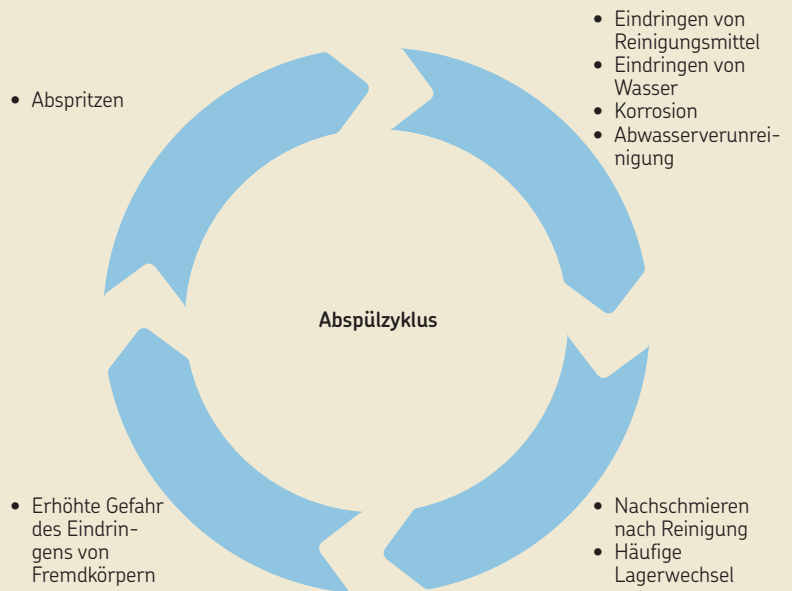 • Abspritzen
• Eindringen von
Reinigungsmittel
• Eindringen von
Wasser
• Korrosion
• Abwasserverunrei-
nigung
Abspülzyklus
• Erhöhte Gefahr
des Eindrin-
gens von
Fremdkörpern
• Nachschmieren
nach Reinigung
• Häufige
Lagerwechsel